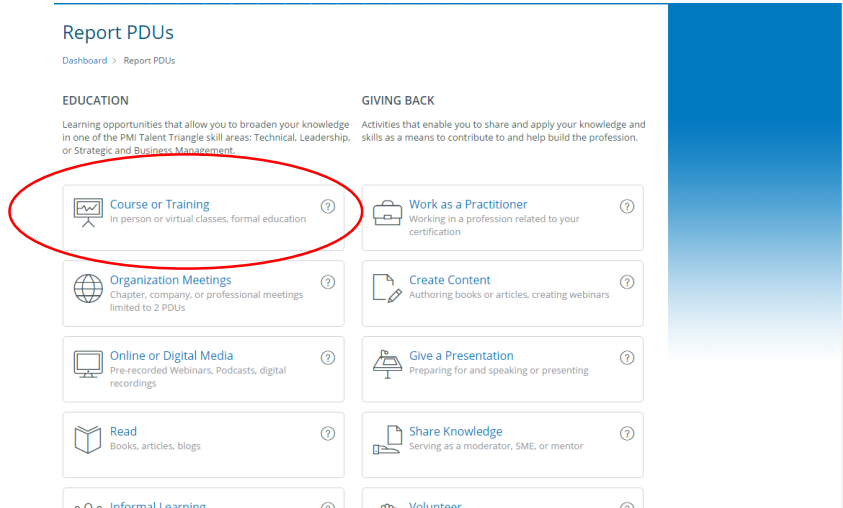 Report PDUs
Dashboard > Report PDUs
EDUCATION
Learning opportunities that allow you to broaden your knowledge
in one of the PMI Talent Triangle skill areas: Technical, Leadership,
or Strategic and Business Management.
Course or Training
In person or virtual classes, formal education
?
Organization Meetings
Chapter, company, or professional meetings
limited to 2 PDUs
?
Online or Digital Media
Pre-recorded Webinars, Podcasts, digital
recordings
?
Read
Books, articles, blogs
?
Informal Learning
?
GIVING BACK
Activities that enable you to share and apply your knowledge and
skills as a means to contribute to and help build the profession.
Work as a Practitioner
Working in a profession related to your
certification
?
Create Content
Authoring books or articles, creating webinars
?
Give a Presentation
Preparing for and speaking or presenting
?
Share Knowledge
Serving as a moderator, SME, or mentor
?
Volunteer
?